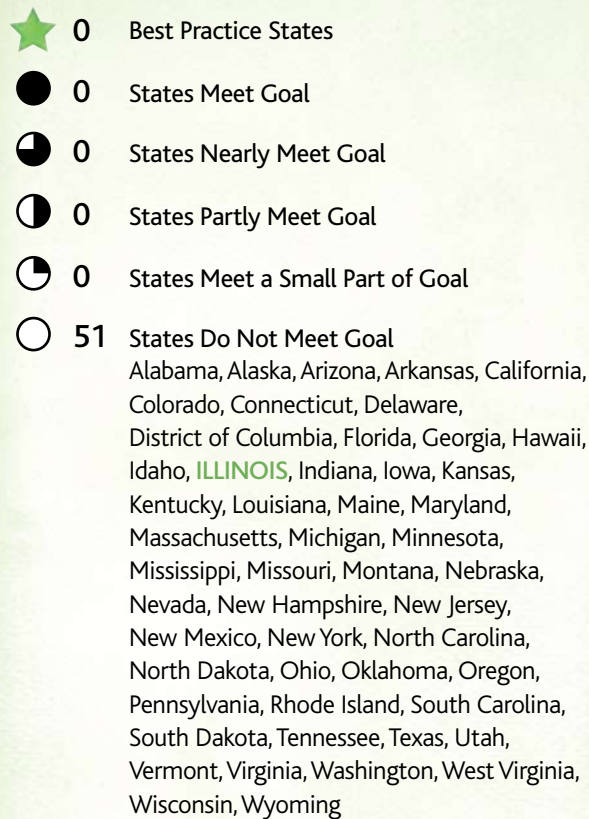 0 Best Practice States
0 States Meet Goal
0 States Nearly Meet Goal
0 States Partly Meet Goal
0 States Meet a Small Part of Goal
51 States Do Not Meet Goal
Alabama, Alaska, Arizona, Arkansas, California,
Colorado, Connecticut, Delaware,
District of Columbia, Florida, Georgia, Hawaii,
Idaho, ILLINOIS, Indiana, Iowa, Kansas,
Kentucky, Louisiana, Maine, Maryland,
Massachusetts, Michigan, Minnesota,
Mississippi, Missouri, Montana, Nebraska,
Nevada, New Hampshire, New Jersey,
New Mexico, New York, North Carolina,
North Dakota, Ohio, Oklahoma, Oregon,
Pennsylvania, Rhode Island, South Carolina,
South Dakota, Tennessee, Texas, Utah,
Vermont, Virginia, Washington, West Virginia,
Wisconsin, Wyoming